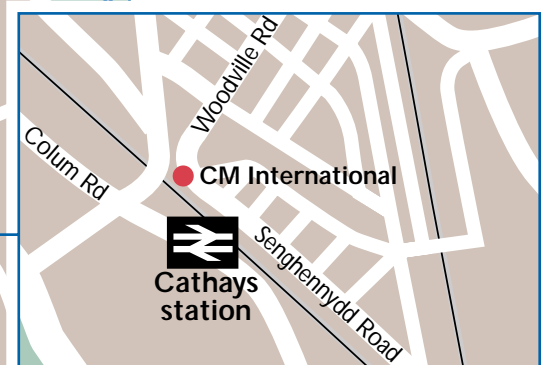 Woodville Rd
Colum Rd
CM International
Senghennydd Road
Cathays
station